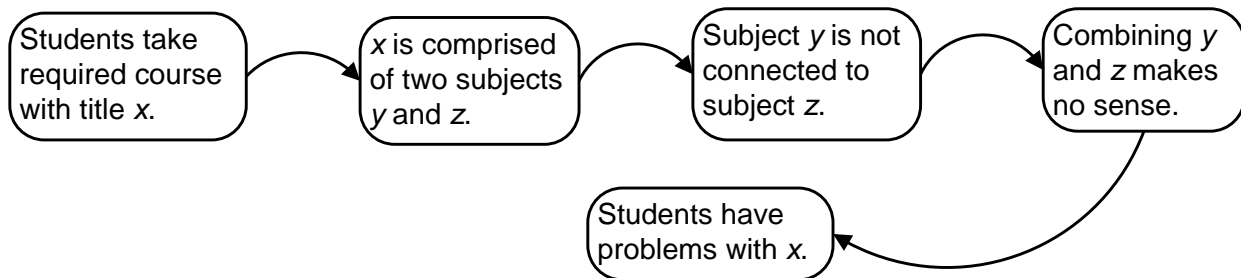 Students take
required course
with title x.
x is comprised
of two subjects
y and z.
Subject y is not
connected to
subject z.
Combining y
and z makes
no sense.
Students have
problems with x.